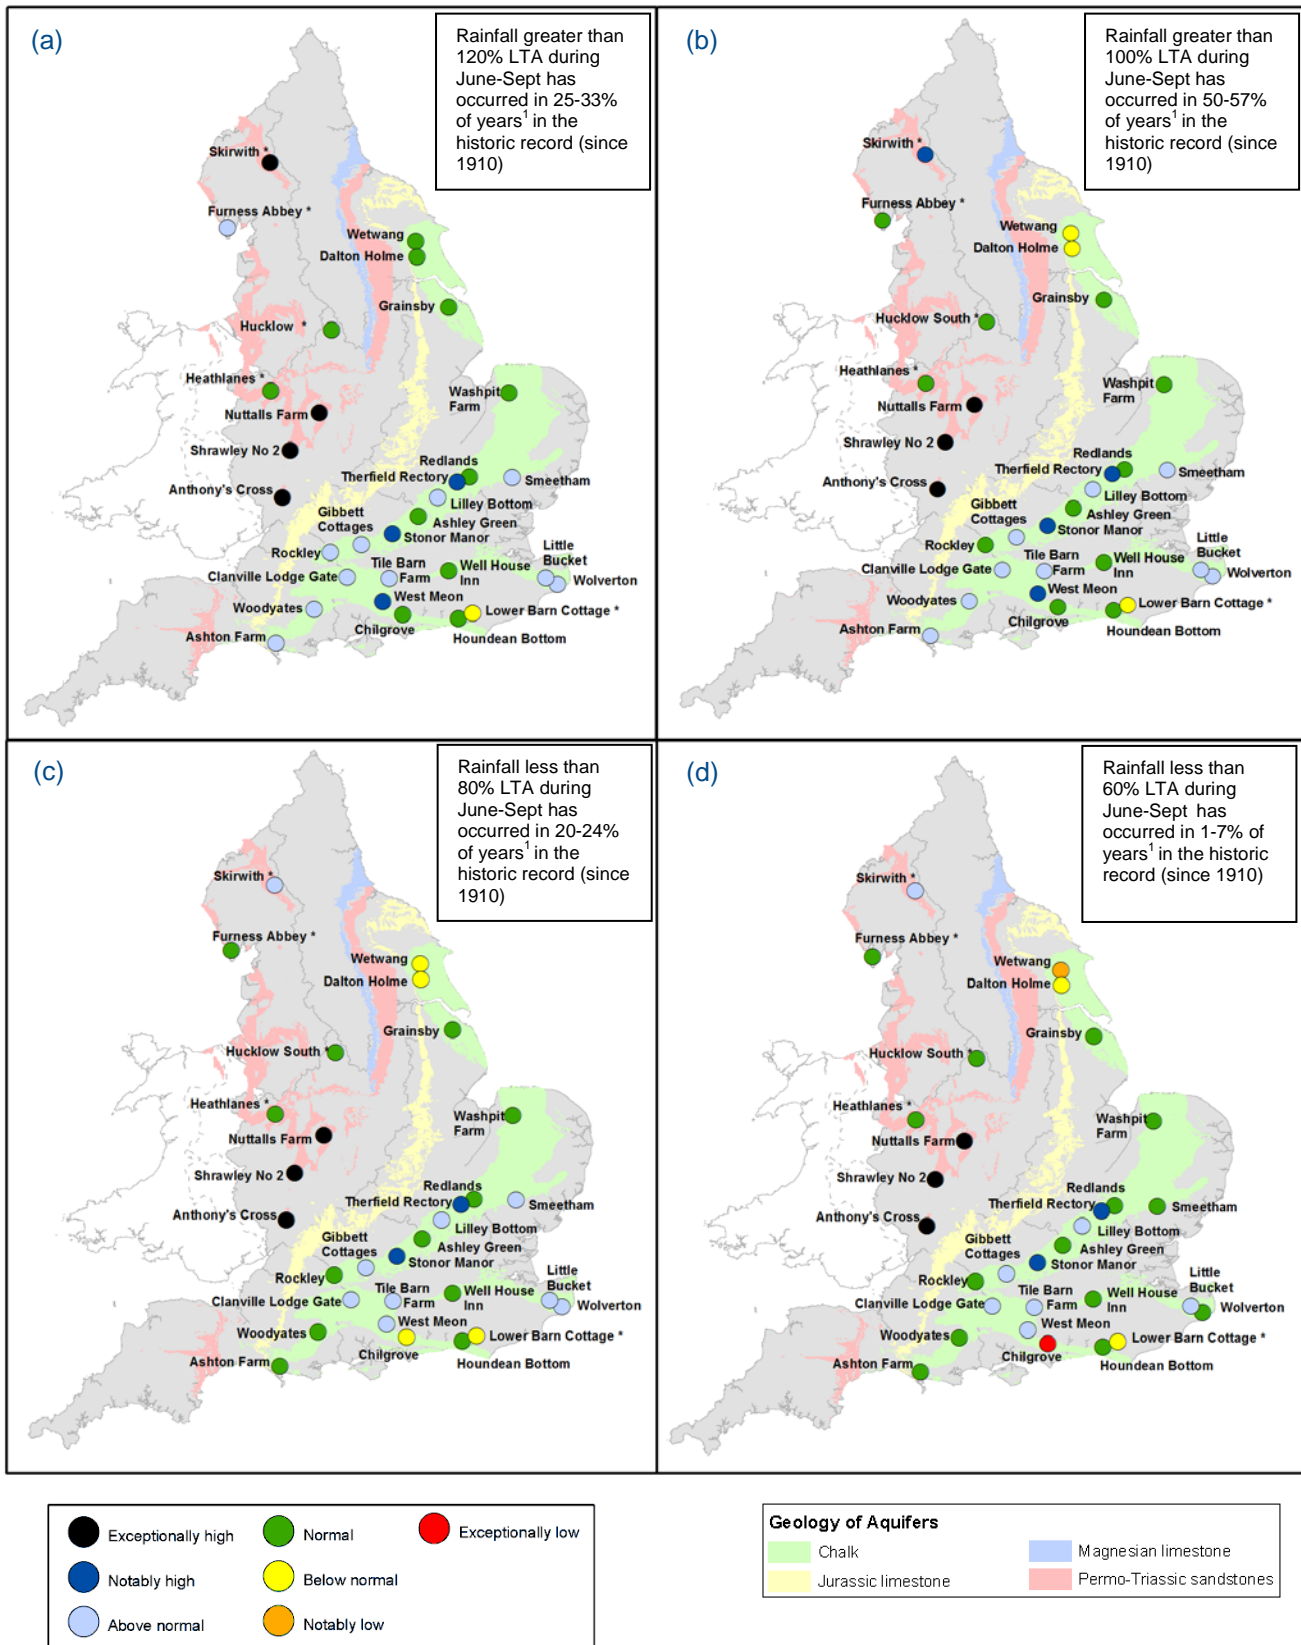 (a)
Rainfall greater than
120% LTA during
June-Sept has
occurred in 25-33%
of years1 in the
historic record (since
1910)
Skirwith *
Furness Abbey *
Wetwang
Dalton Holme
Grainsby
Hucklow *
Heathlanes *
Nuttalls Farm
Washpit
Farm
Shrawley No 2
Redlands
Therfield Rectory
Smeetham
Anthony's Cross
Lilley Bottom
Gibbett
Cottages
Ashley Green
Stonor Manor
Rockley
Little
Bucket
Tile Barn
Farm
Well House
Inn
Clanville Lodge Gate
Wolverton
West Meon
Woodyates
Lower Barn Cottage *
Chilgrove
Ashton Farm
Houndean Bottom
(b)
Rainfall greater than
100% LTA during
June-Sept has
occurred in 50-57%
of years1 in the
historic record (since
1910)
Skirwith *
Furness Abbey *
Wetwang
Dalton Holme
Grainsby
Hucklow South *
Heathlanes *
Nuttalls Farm
Washpit
Farm
Shrawley No 2
Redlands
Therfield Rectory
Smeetham
Anthony's Cross
Lilley Bottom
Gibbett
Cottages
Ashley Green
Stonor Manor
Rockley
Little
Bucket
Tile Barn
Farm
Well House
Inn
Clanville Lodge Gate
Wolverton
West Meon
Woodyates
Lower Barn Cottage *
Chilgrove
Ashton Farm
Houndean Bottom
(c)
Rainfall less than
80% LTA during
June-Sept has
occurred in 20-24%
of years1 in the
historic record (since
1910)
Skirwith *
Furness Abbey *
Wetwang
Dalton Holme
Grainsby
Hucklow South *
Heathlanes *
Nuttalls Farm
Washpit
Farm
Shrawley No 2
Redlands
Therfield Rectory
Smeetham
Anthony's Cross
Lilley Bottom
Gibbett
Cottages
Ashley Green
Stonor Manor
Rockley
Little
Bucket
Tile Barn
Farm
Well House
Inn
Clanville Lodge Gate
Wolverton
West Meon
Woodyates
Lower Barn Cottage *
Chilgrove
Ashton Farm
Houndean Bottom
(d)
Rainfall less than
60% LTA during
June-Sept has
occurred in 1-7% of
years1 in the historic
record (since 1910)
Skirwith *
Furness Abbey *
Wetwang
Dalton Holme
Grainsby
Hucklow South *
Heathlanes *
Nuttalls Farm
Washpit
Farm
Shrawley No 2
Redlands
Therfield Rectory
Smeetham
Anthony's Cross
Lilley Bottom
Gibbett
Cottages
Ashley Green
Stonor Manor
Rockley
Little
Bucket
Tile Barn
Farm
Well House
Inn
Clanville Lodge Gate
Wolverton
West Meon
Woodyates
Lower Barn Cottage *
Chilgrove
Ashton Farm
Houndean Bottom
Exceptionally high
Normal
Exceptionally low
Notably high
Below normal
Above normal
Notably low
Geology of Aquifers
Chalk
Magnesian limestone
Jurassic limestone
Permo-Triassic sandstones